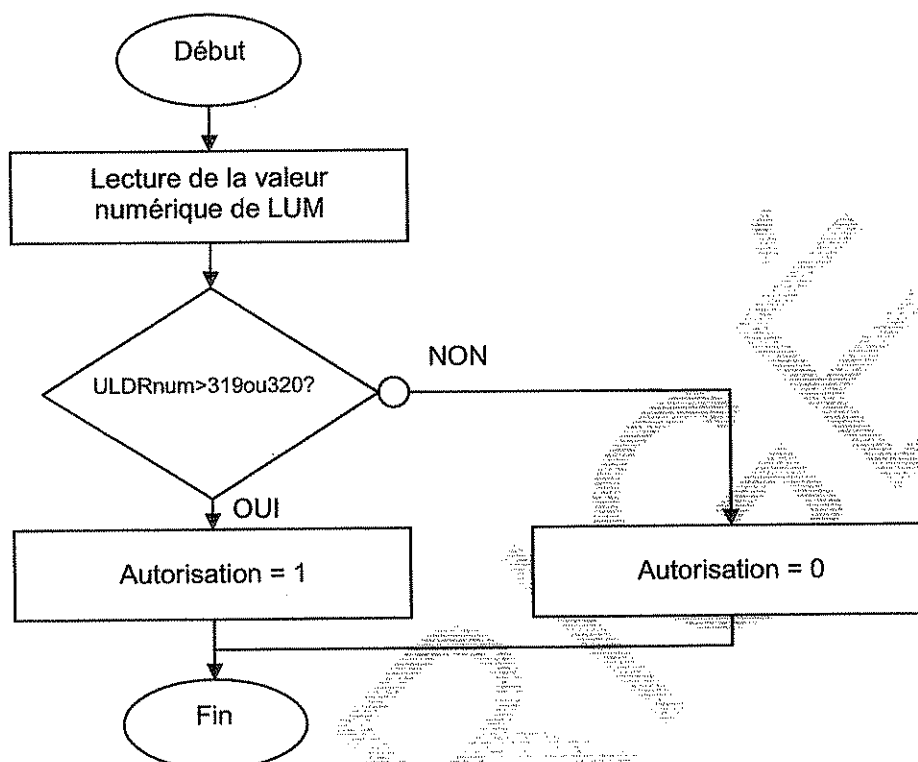 Début
Lecture de la valeur
numérique de LUM
ULDRnum>319ou320?
NON
OUI
Autorisation = 1
Autorisation = 0
Fin